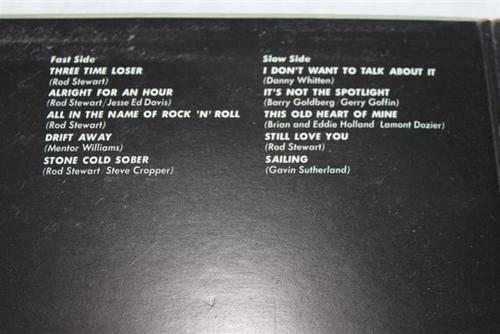 Fast Side
THREE TIME LOSER
(Rod Stewart)
ALRIGHT FOR AN HOUR
(Rod Stewart/Jesse Ed Davis)
ALL IN THE NAME OF ROCK 'N' ROLL
(Rod Stewart)
DRIFT AWAY
(Mentor Williams)
STONE COLD SOBER
(Rod Stewart Steve Cropper)
Slow Side
I DON'T WANT TO TALK ABOUT IT
(Danny Whitten)
IT'S NOT THE SPOTLIGHT
(Barry Goldberg/Gerry Goffin)
THIS OLD HEART OF MINE
(Brian and Eddie Holland Lamont Dozier)
STILL LOVE YOU
(Rod Stewart)
SAILING
(Gavin Sutherland)